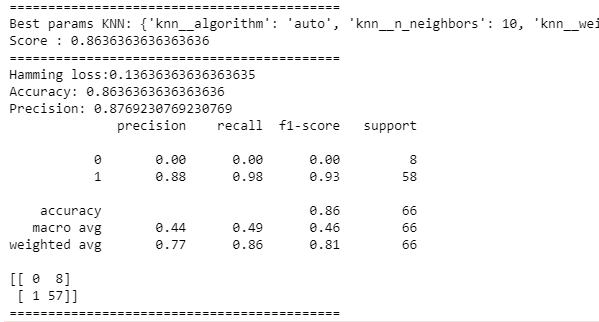 ===========================================
Best params KNN: {'knn__algorithm': 'auto', 'knn__n_neighbors': 10, 'knn__wei
Score : 0.8636363636363636
===========================================
Hamming loss:0.13636363636363635
Accuracy: 0.8636363636363636
Precision: 0.8769230769230769
              precision    recall  f1-score   support

           0       0.00      0.00      0.00         8
           1       0.88      0.98      0.93        58

    accuracy                           0.86        66
   macro avg       0.44      0.49      0.46        66
weighted avg       0.77      0.86      0.81        66

[[ 0  8]
 [ 1 57]]
===========================================